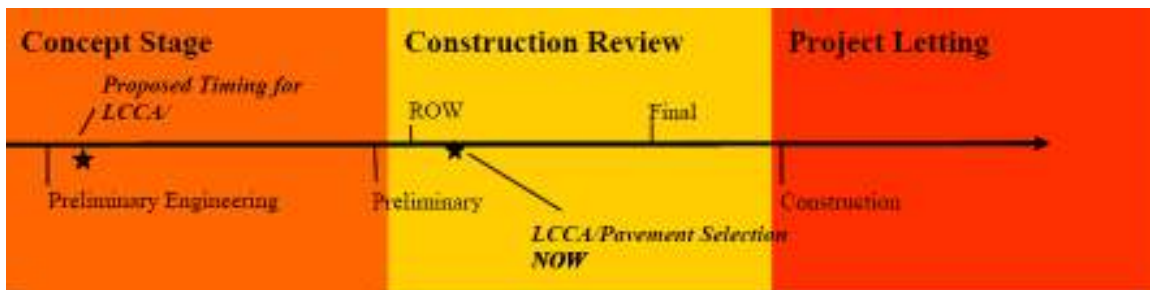 Concept Stage
Construction Review
Project Letting
Proposed Timing for
LCCA/
ROW
Final
Preliminary Engineering
Preliminary
Construction
LCCA/Pavement Selection
NOW